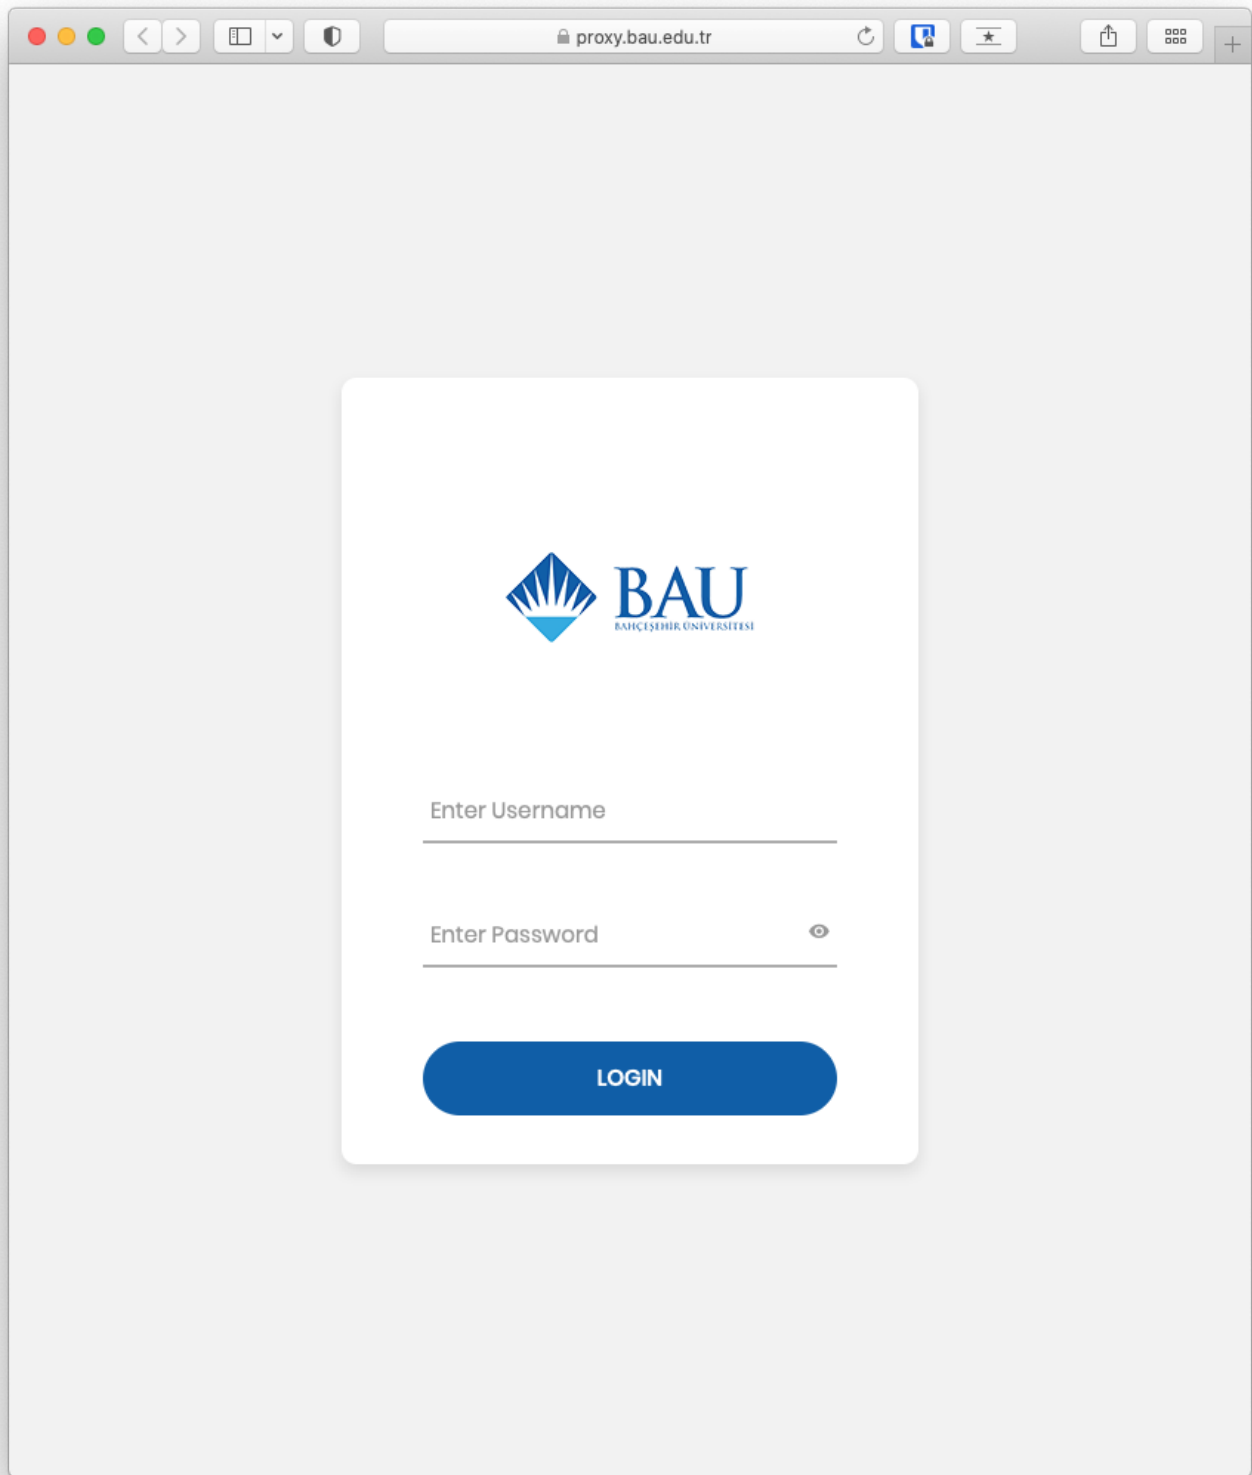 proxy.bau.edu.tr
BAU
BAHÇEŞEHİR ÜNİVERSİTESİ
Enter Username
Enter Password
LOGIN